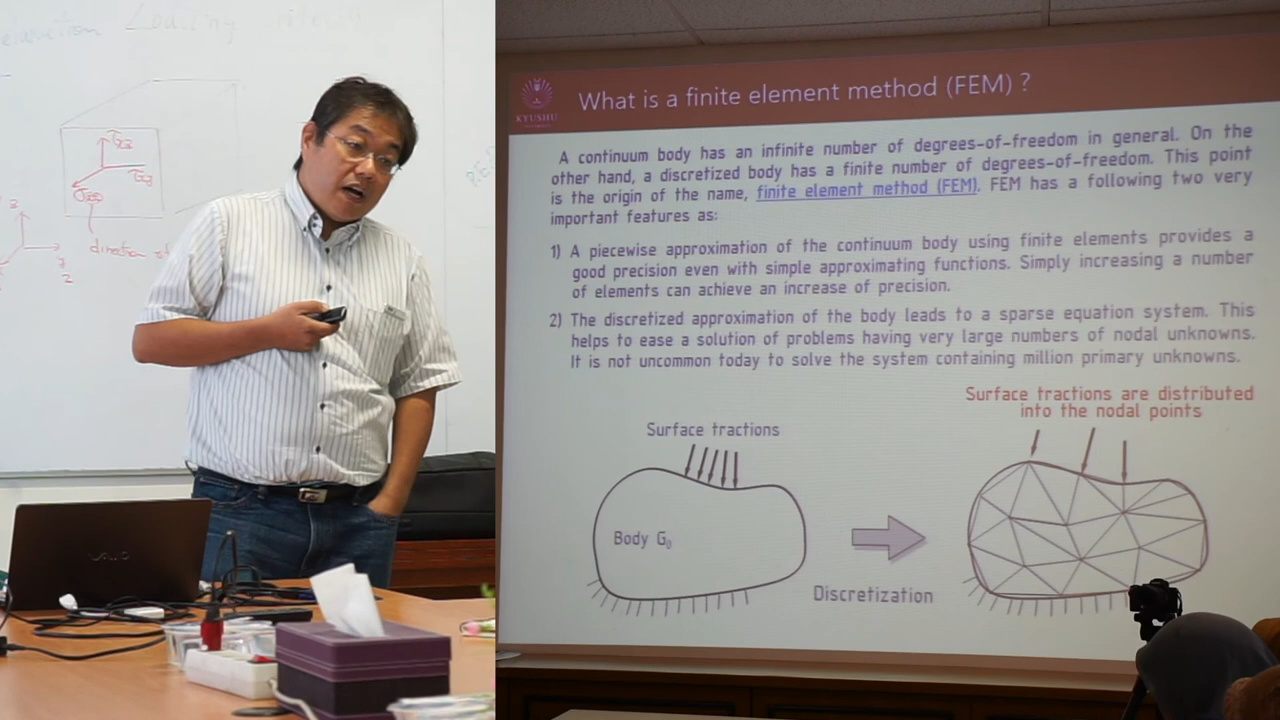 Loading
τxz
τxy
σxx
direction
z
y
z
VAIO
KYUSHU
What is a finite element method (FEM) ?
A continuum body has an infinite number of degrees-of-freedom in general. On the
other hand, a discretized body has a finite number of degrees-of-freedom. This point
is the origin of the name, finite element method (FEM). FEM has a following two very
important features as:
1) A piecewise approximation of the continuum body using finite elements provides a
good precision even with simple approximating functions. Simply increasing a number
of elements can achieve an increase of precision.
2) The discretized approximation of the body leads to a sparse equation system. This
helps to ease a solution of problems having very large numbers of nodal unknowns.
It is not uncommon today to solve the system containing million primary unknowns.
Surface tractions
Body G₀
Discretization
Surface tractions are distributed
into the nodal points